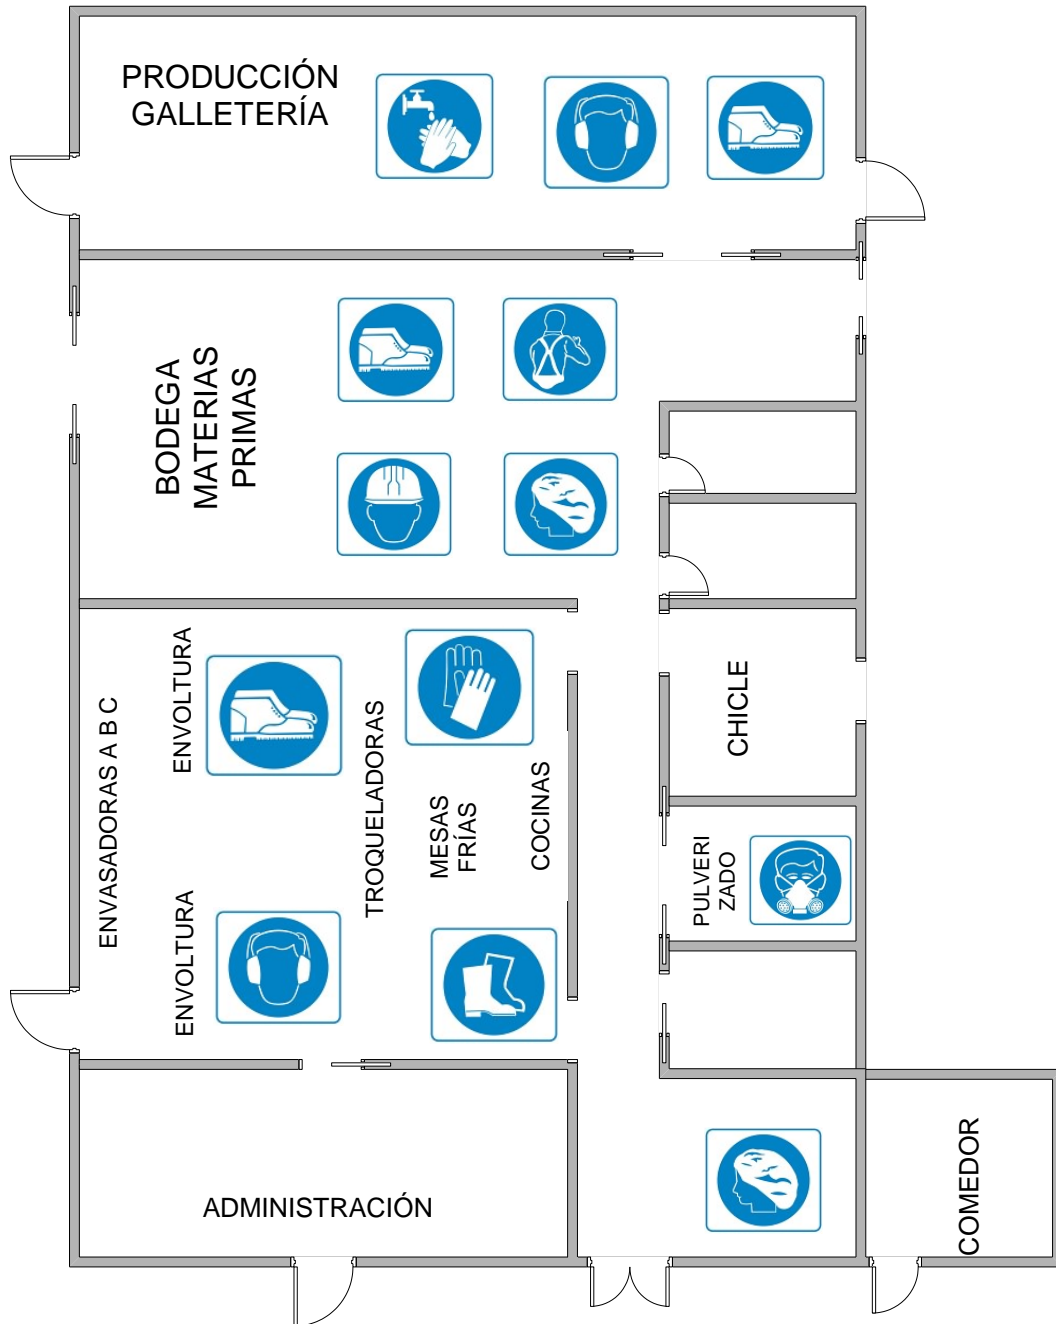 PRODUCCIÓN
GALLETERÍA
BODEGA
MATERIAS
PRIMAS
ENVASADORAS A B C
ENVOLTURA
ENVOLTURA
TROQUELADORAS
MESAS
FRÍAS
COCINAS
CHICLE
PULVERI
ZADO
ADMINISTRACIÓN
COMEDOR